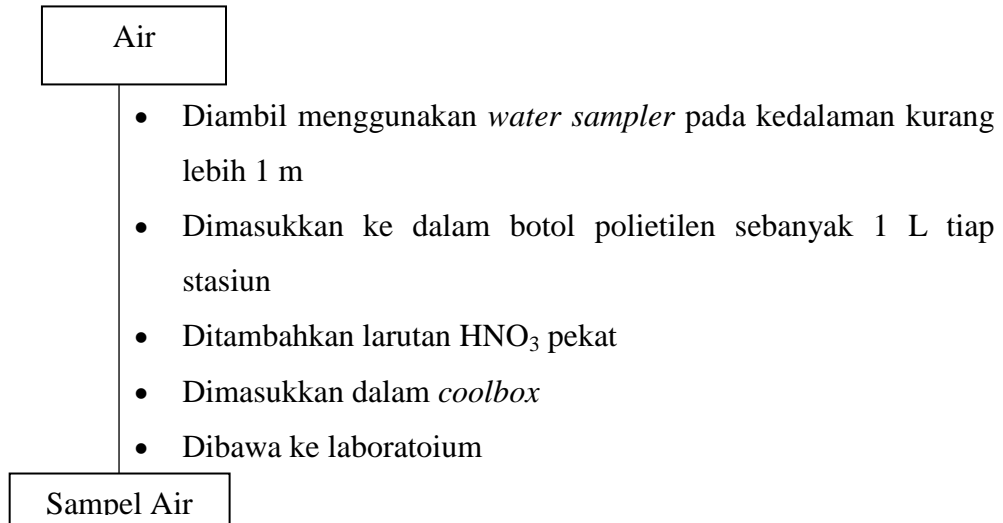 Air
• Diambil menggunakan water sampler pada kedalaman kurang
lebih 1 m
• Dimasukkan ke dalam botol polietilen sebanyak 1 L tiap
stasiun
• Ditambahkan larutan HNO₃ pekat
• Dimasukkan dalam coolbox
• Dibawa ke laboratoium
Sampel Air